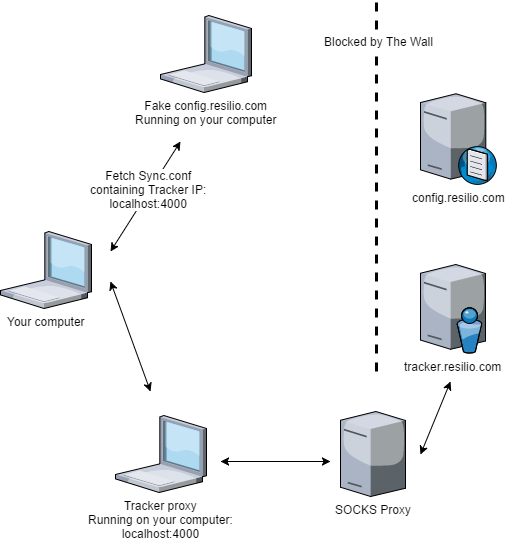 Blocked by The Wall
Fake config.resilio.com
Running on your computer
Fetch Sync.conf
containing Tracker IP:
localhost:4000
config.resilio.com
Your computer
tracker.resilio.com
Tracker proxy
Running on your computer:
localhost:4000
SOCKS Proxy